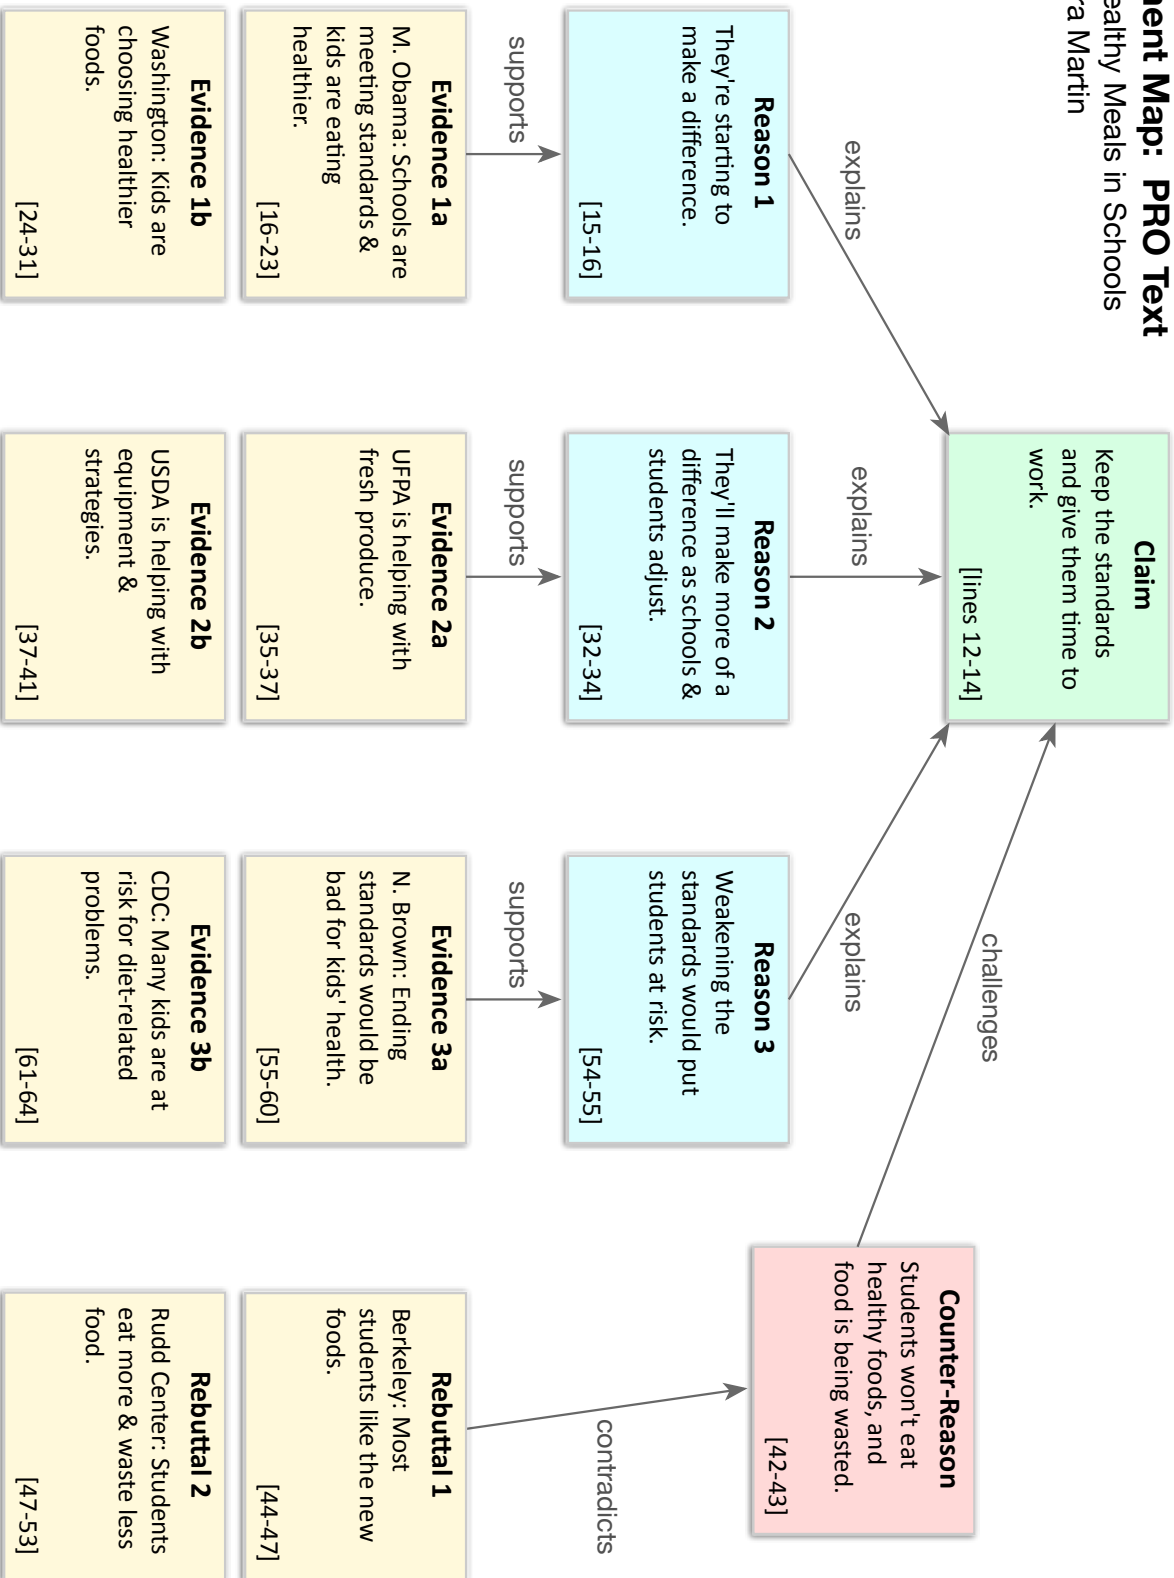 ment Map: PRO Text
ealthy Meals in Schools
ra Martin
Claim
Keep the standards
and give them time to
work.
[lines 12-14]
challenges
Counter-Reason
Students won't eat
healthy foods, and
food is being wasted.
[42-43]
explains
explains
explains
Reason 1
They're starting to
make a difference.
[15-16]
Reason 2
They'll make more of a
difference as schools &
students adjust.
[32-34]
Reason 3
Weakening the
standards would put
students at risk.
[54-55]
supports
supports
supports
contradicts
Evidence 1a
M. Obama: Schools are
meeting standards &
kids are eating
healthier.
[16-23]
Evidence 2a
UFPA is helping with
fresh produce.
[35-37]
Evidence 3a
N. Brown: Ending
standards would be
bad for kids' health.
[55-60]
Rebuttal 1
Berkeley: Most
students like the new
foods.
[44-47]
Evidence 1b
Washington: Kids are
choosing healthier
foods.
[24-31]
Evidence 2b
USDA is helping with
equipment &
strategies.
[37-41]
Evidence 3b
CDC: Many kids are at
risk for diet-related
problems.
[61-64]
Rebuttal 2
Rudd Center: Students
eat more & waste less
food.
[47-53]